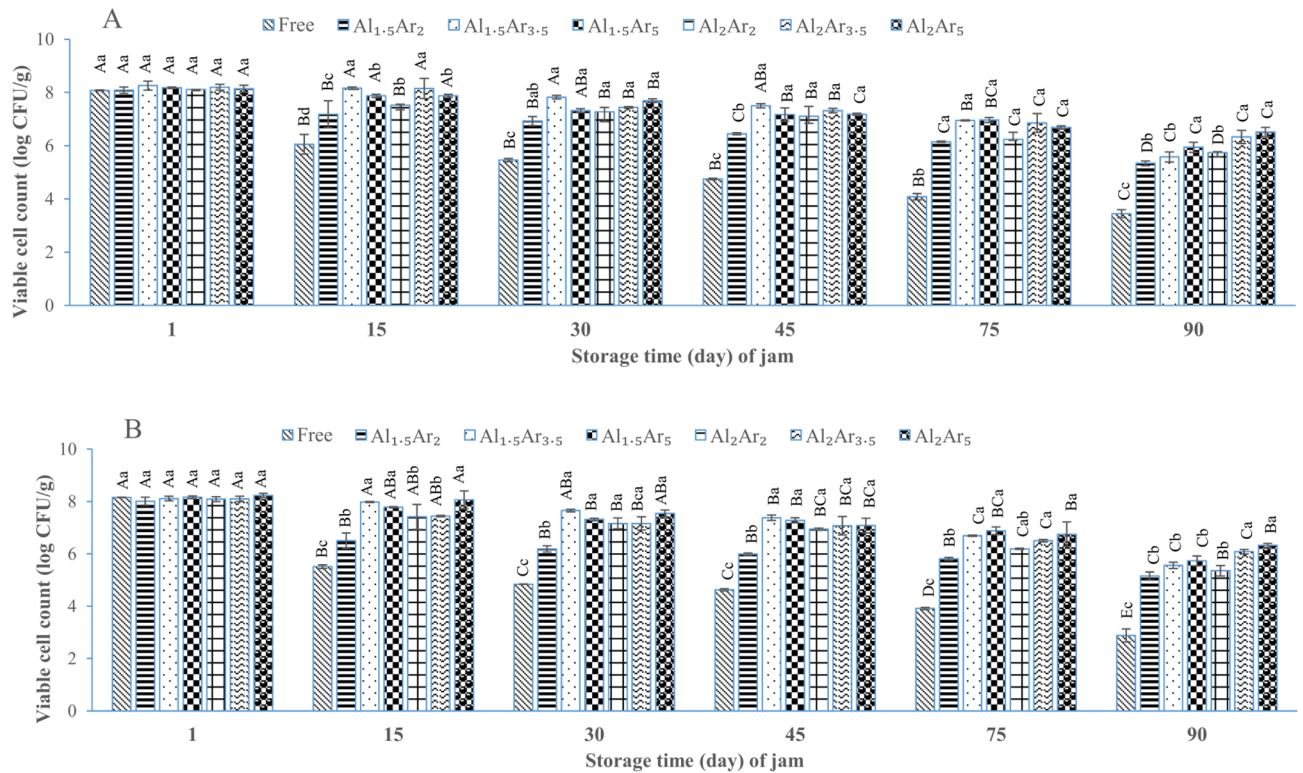 A
Free Al₁.₅Ar₂ Al₁.₅Ar₃.₅ Al₁.₅Ar₅ Al₂Ar₂ Al₂Ar₃.₅ Al₂Ar₅
Viable cell count (log CFU/g)
10
8
6
4
2
0
Aa Aa Aa Aa Aa Aa Aa
Bd Bc Aa Ab Bb Aa Ab
Bc Bab Aa ABa Ba Ba Ba
Bc Cb ABa Ba Ba Ba Ca
Bb Ca Ba BCa Ca Ca Ca
Cc Db Cb Ca Db Ca Ca
1 15 30 45 75 90
Storage time (day) of jam
B
Free Al₁.₅Ar₂ Al₁.₅Ar₃.₅ Al₁.₅Ar₅ Al₂Ar₂ Al₂Ar₃.₅ Al₂Ar₅
Viable cell count (log CFU/g)
10
8
6
4
2
0
Aa Aa Aa Aa Aa Aa Aa
Bc Bb Aa ABa ABb ABb Aa
Cc Bb ABa Ba Ba Bca ABa
Cc Bb Ba Ba BCa BCa BCa
Dc Bb Ca Ba Cab Ca Ba
Ec Cb Cb Cb Bb Ca Ba
1 15 30 45 75 90
Storage time (day) of jam